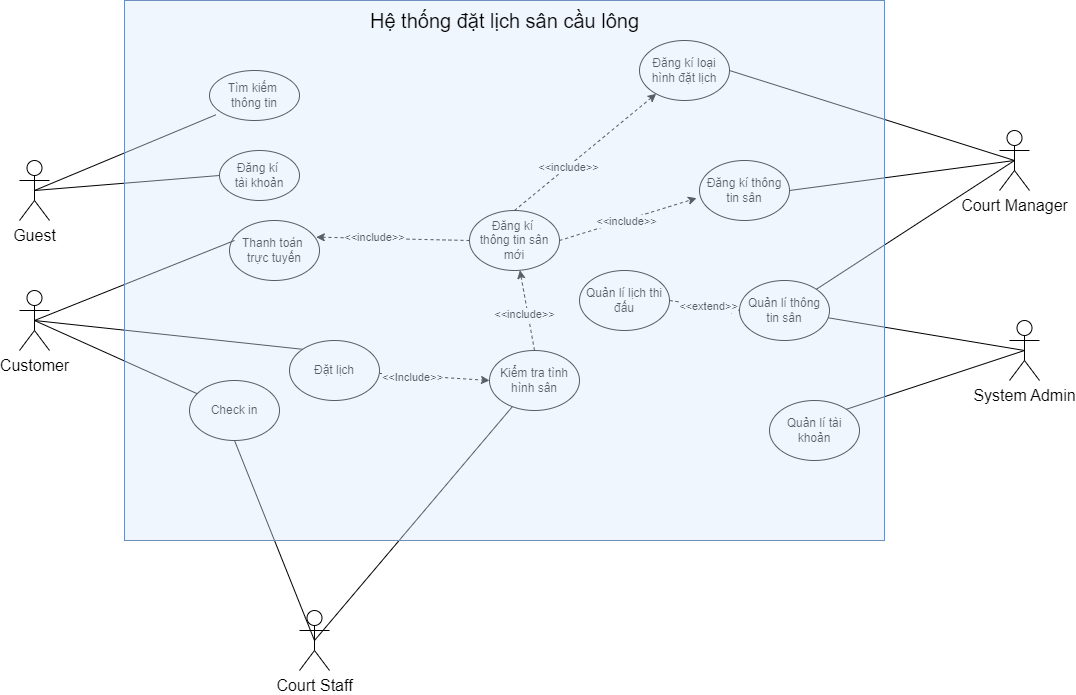 Hệ thống đặt lịch sân cầu lông
Đăng kí loại
hình đặt lịch
Tìm kiếm
thông tin
<<include>>
Đăng kí
tài khoản
Đăng kí thông
tin sân
Court Manager
Guest
<<include>>
Đăng kí
thông tin sân
mới
<<include>>
Thanh toán
trực tuyến
Quản lí lịch thi
đấu
<<extend>>
Quản lí thông
tin sân
<<include>>
Customer
Đặt lịch
<<Include>>
Kiểm tra tình
hình sân
System Admin
Check in
Quản lí tài
khoản
Court Staff